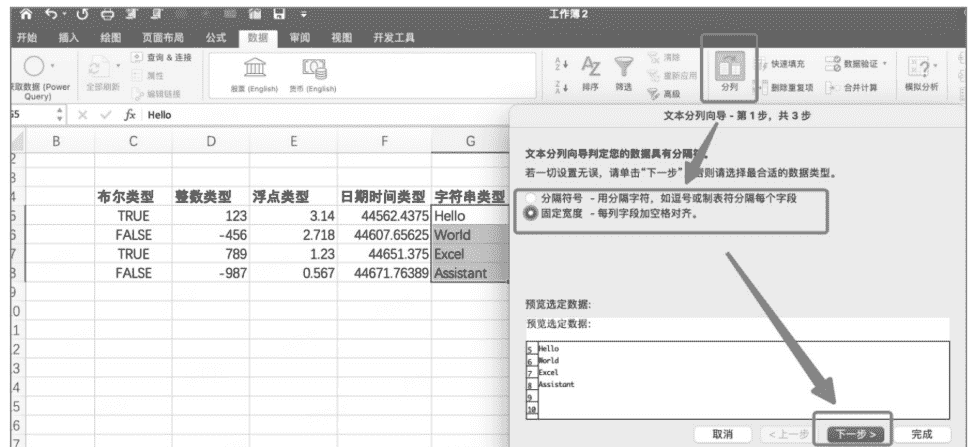 工作簿2
开始 插入 绘图 页面布局 公式 数据 审阅 视图 开发工具
查询 & 连接
属性
编辑链接
获取数据 (Power Query)
全部刷新
股票 (English) 货币 (English)
排序 筛选
清除
重新应用
高级
分列
快速填充
删除重复项
数据验证
合并计算
模拟分析
fx Hello
B C D E F G
布尔类型 整数类型 浮点类型 日期时间类型 字符串类型
TRUE 123 3.14 44562.4375 Hello
FALSE -456 2.718 44607.65625 World
TRUE 789 1.23 44651.375 Excel
FALSE -987 0.567 44671.76389 Assistant
文本分列向导 - 第 1 步，共 3 步
文本分列向导判定您的数据具有分隔符。
若一切设置无误，请单击“下一步”，否则请选择最合适的数据类型。
分隔符号 - 用分隔字符，如逗号或制表符分隔每个字段
固定宽度 - 每列字段加空格对齐。
预览选定数据:
预览选定数据:
5 Hello
6 World
7 Excel
8 Assistant
9
10
取消 < 上一步 下一步 > 完成